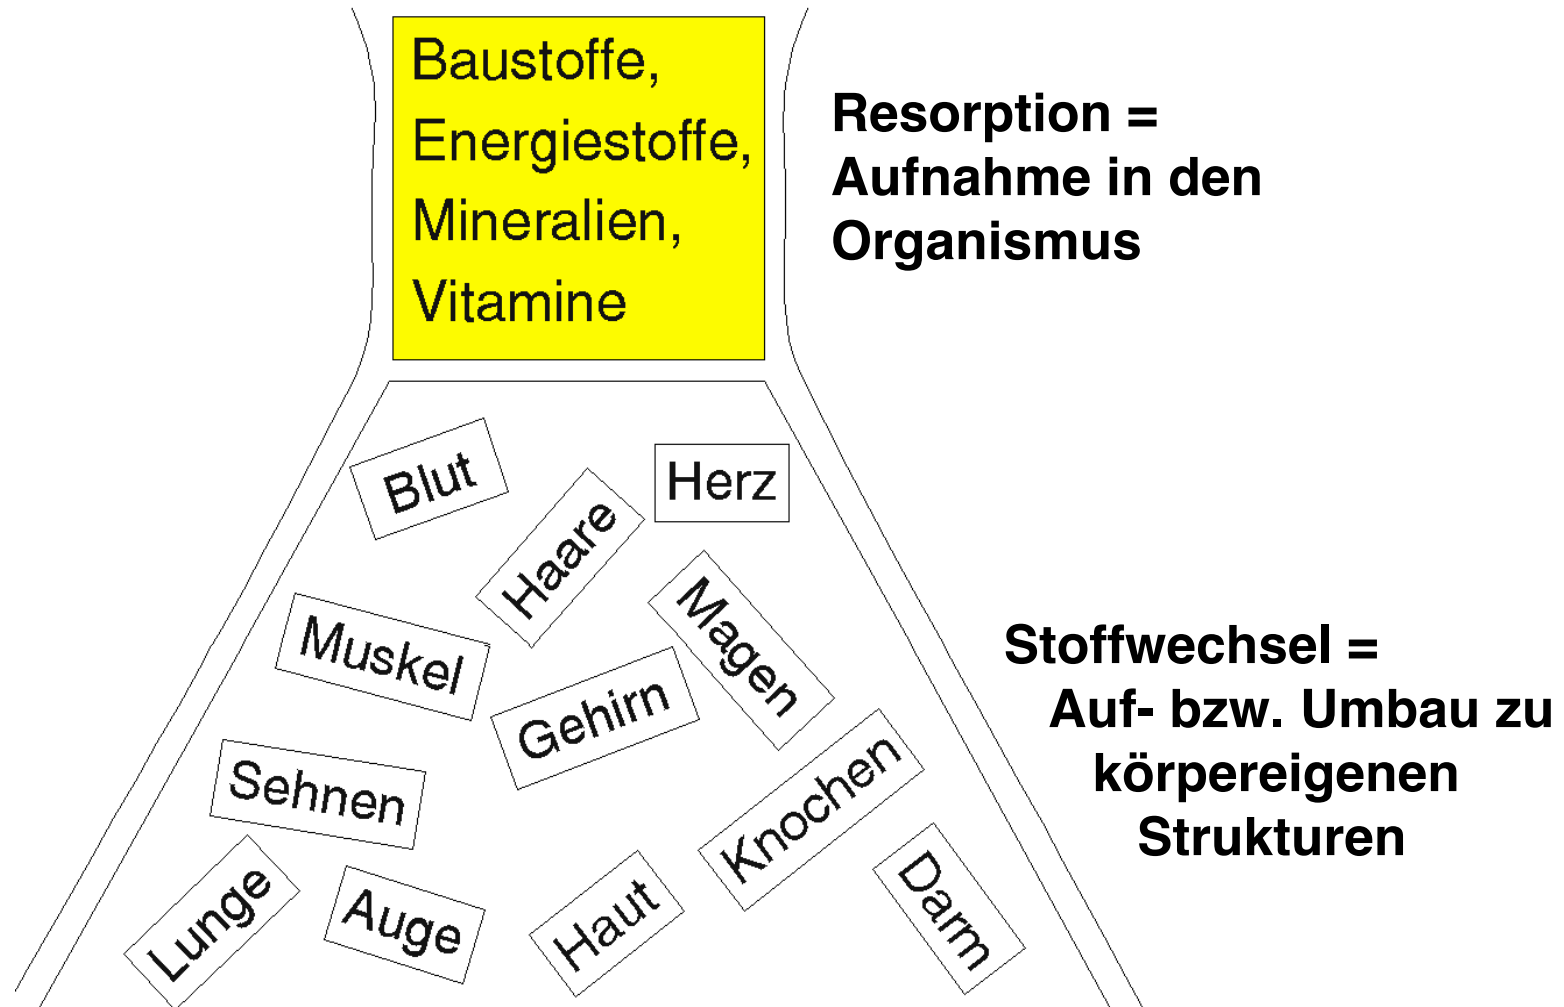 Baustoffe,
Energiestoffe,
Mineralien,
Vitamine
Resorption =
Aufnahme in den
Organismus
Blut
Haare
Herz
Muskel
Gehirn
Magen
Stoffwechsel =
Auf- bzw. Umbau zu
körpereigenen
Strukturen
Sehnen
Knochen
Lunge
Auge
Haut
Darm